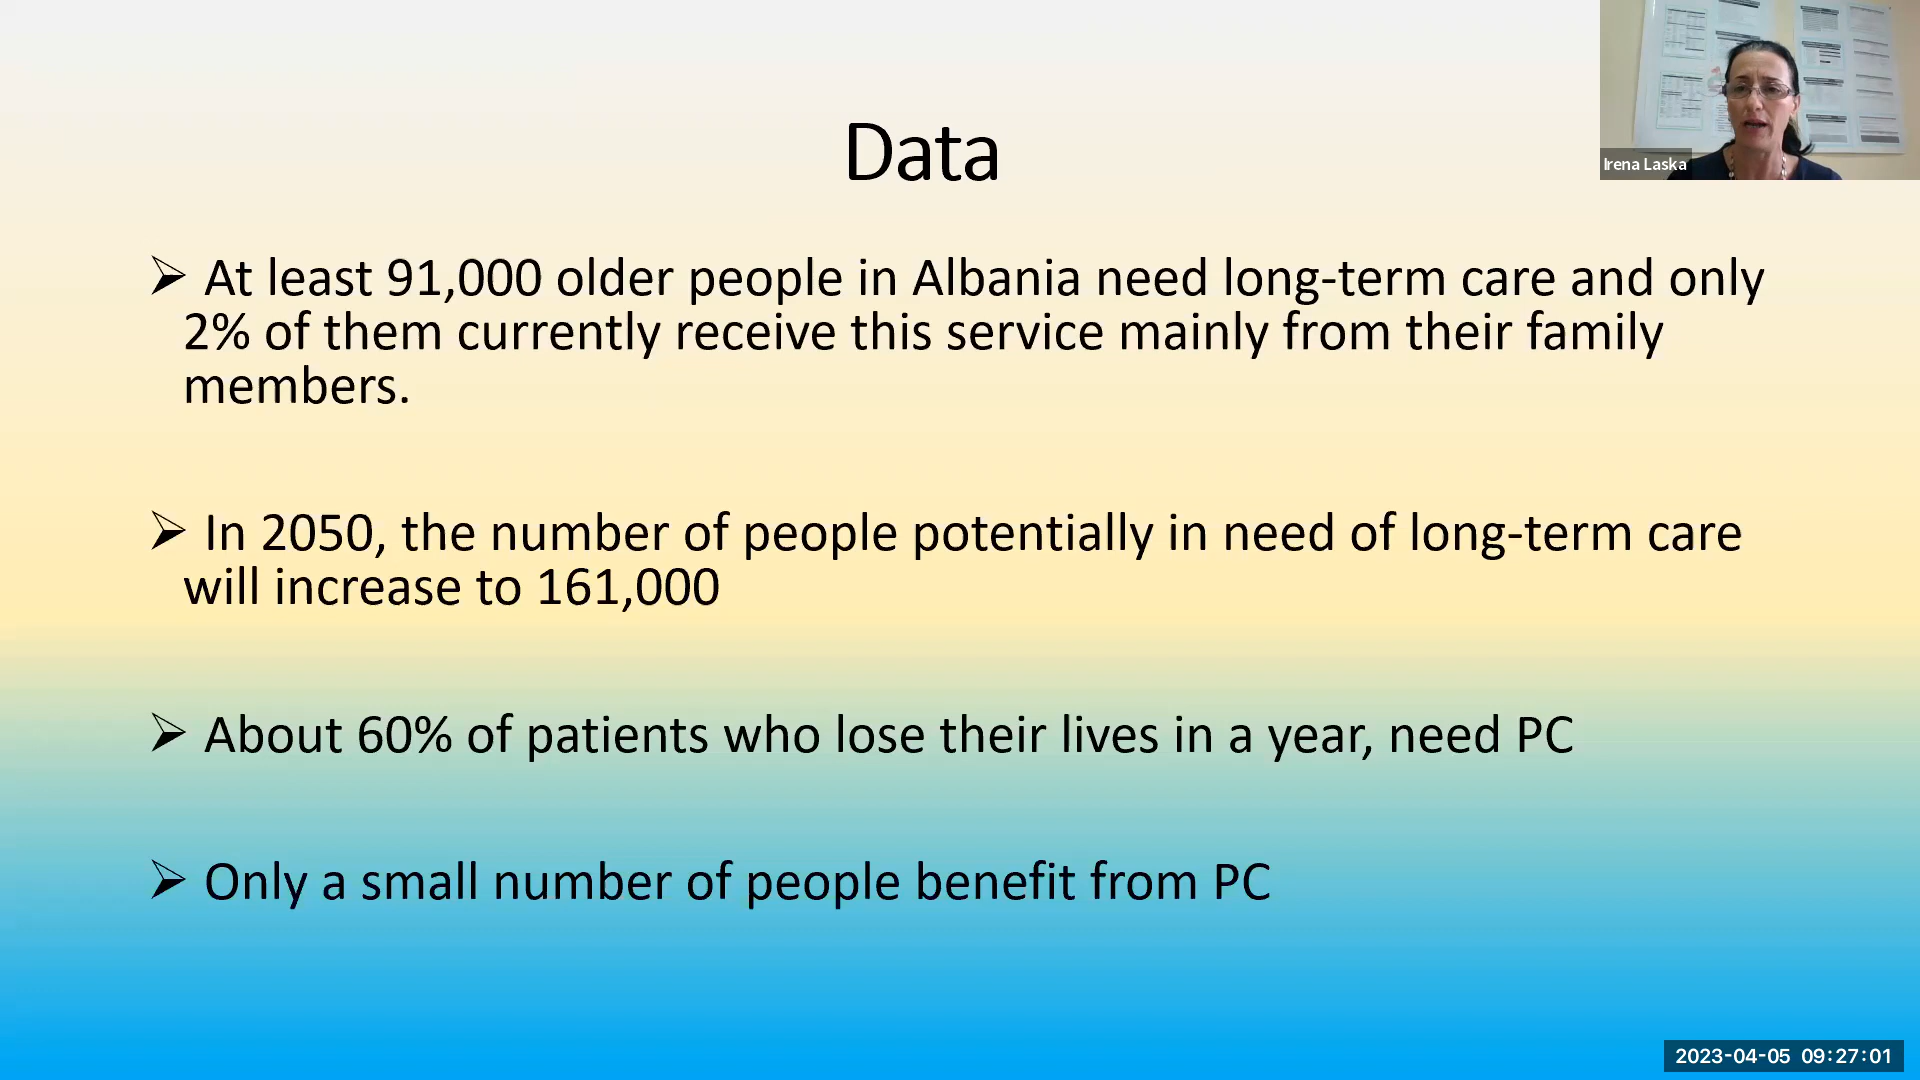 Data
Irena Laska
➢ At least 91,000 older people in Albania need long-term care and only
2% of them currently receive this service mainly from their family
members.
➢ In 2050, the number of people potentially in need of long-term care
will increase to 161,000
➢ About 60% of patients who lose their lives in a year, need PC
➢ Only a small number of people benefit from PC
2023-04-05 09:27:01